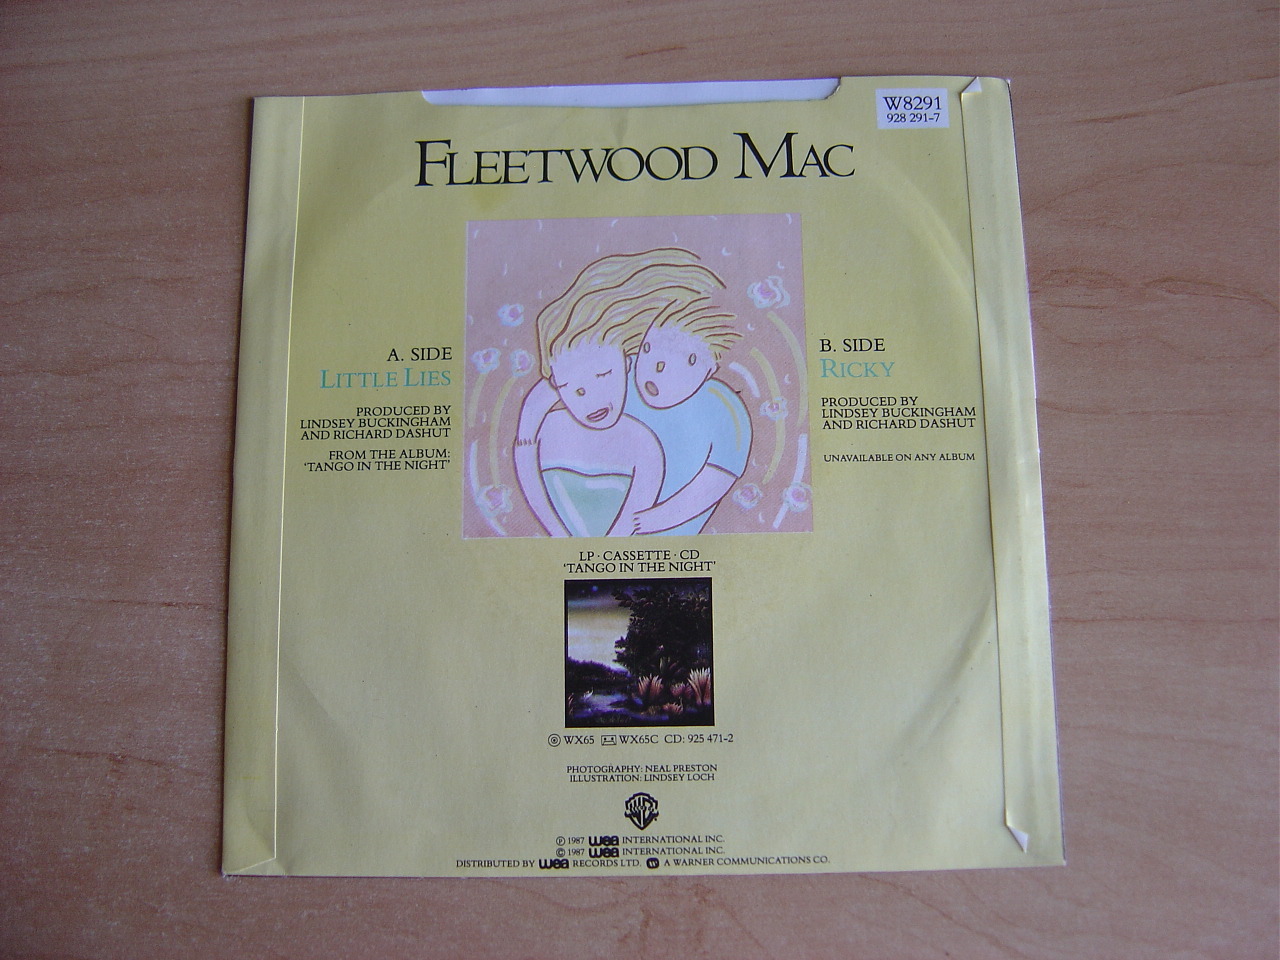 W8291
928 291-7
FLEETWOOD MAC
A. SIDE
LITTLE LIES
PRODUCED BY
LINDSEY BUCKINGHAM
AND RICHARD DASHUT
FROM THE ALBUM:
'TANGO IN THE NIGHT'
B. SIDE
RICKY
PRODUCED BY
LINDSEY BUCKINGHAM
AND RICHARD DASHUT
UNAVAILABLE ON ANY ALBUM
LP · CASSETTE · CD
'TANGO IN THE NIGHT'
WX65 WX65C CD: 925 471-2
PHOTOGRAPHY: NEAL PRESTON
ILLUSTRATION: LINDSEY LOCH
℗ 1987 wea INTERNATIONAL INC.
© 1987 wea INTERNATIONAL INC.
DISTRIBUTED BY wea RECORDS LTD. A WARNER COMMUNICATIONS CO.